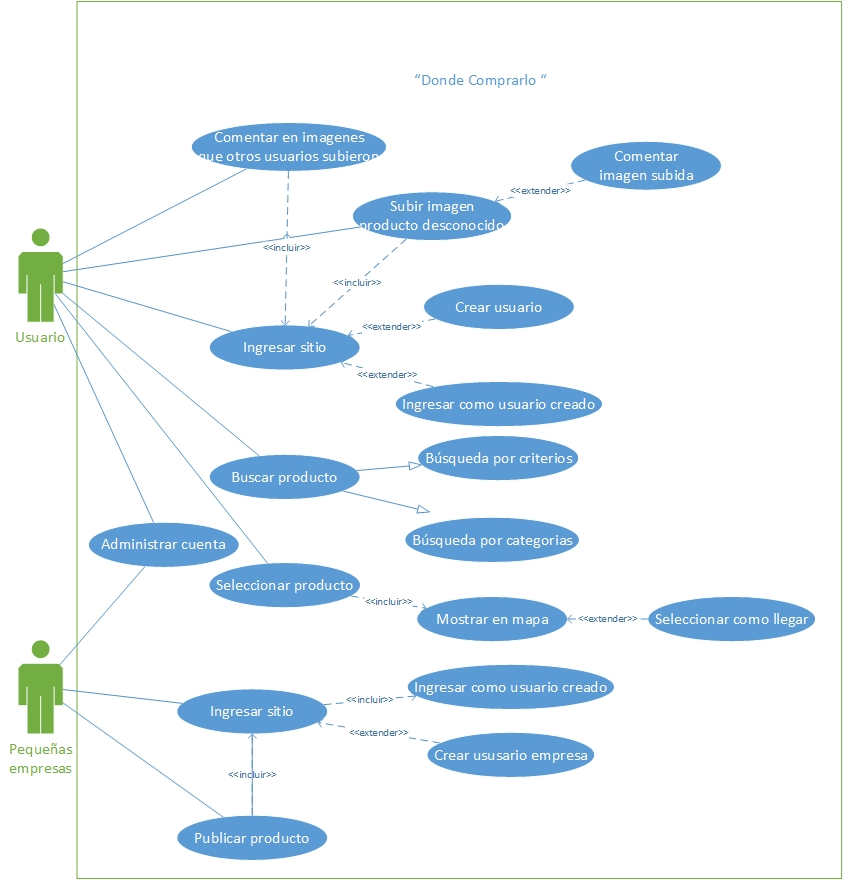 “Donde Comprarlo “
Comentar en imagenes
que otros usuarios subieron
Comentar
imagen subida
<<extender>>
Subir imagen
producto desconocido
<<incluir>>
<<incluir>>
Usuario
Crear usuario
<<extender>>
Ingresar sitio
<<extender>>
Ingresar como usuario creado
Búsqueda por criterios
Buscar producto
Búsqueda por categorias
Administrar cuenta
Seleccionar producto
<<incluir>>
Mostrar en mapa
<<extender>>
Seleccionar como llegar
Ingresar como usuario creado
<<incluir>>
Ingresar sitio
<<extender>>
Pequeñas
empresas
Crear ususario empresa
<<incluir>>
Publicar producto